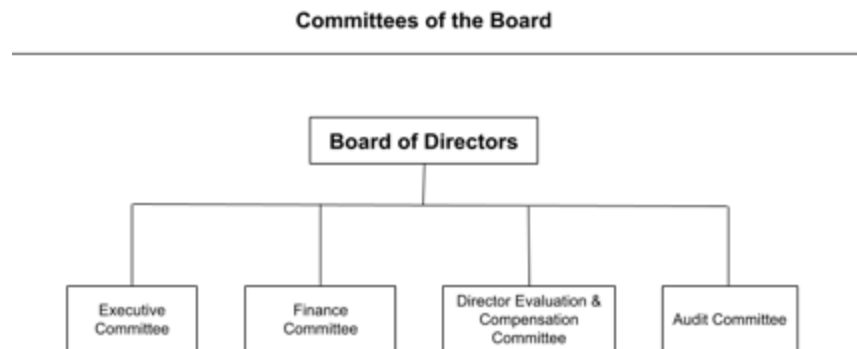 Committees of the Board
Board of Directors
Executive
Committee
Finance
Committee
Director Evaluation &
Compensation
Committee
Audit Committee